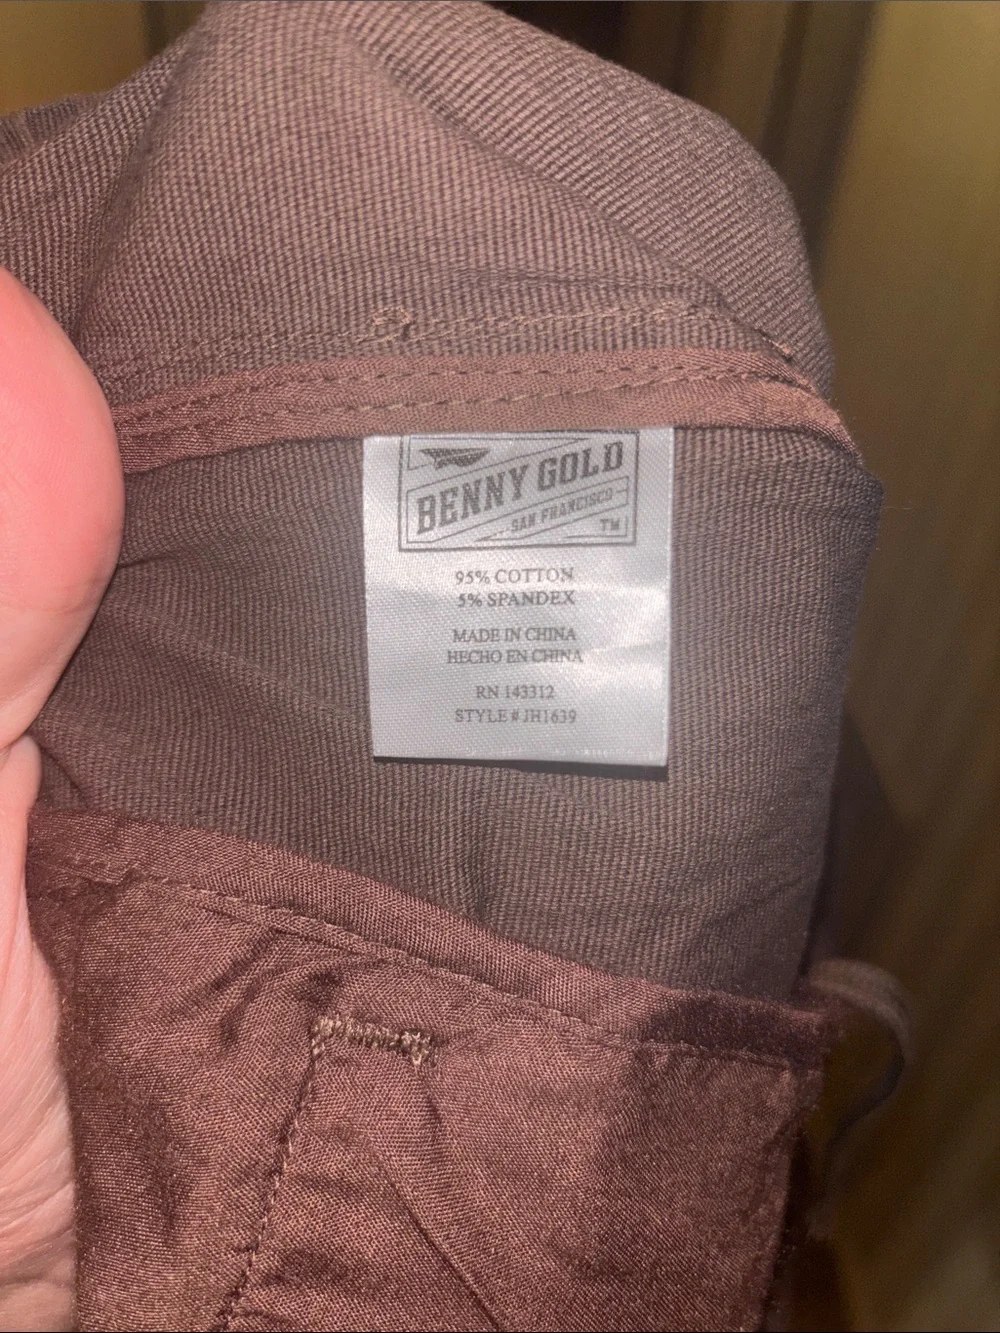 BENNY GOLD
SAN FRANCISCO
TM
95% COTTON
5% SPANDEX
MADE IN CHINA
HECHO EN CHINA
RN 143312
STYLE # JH1639